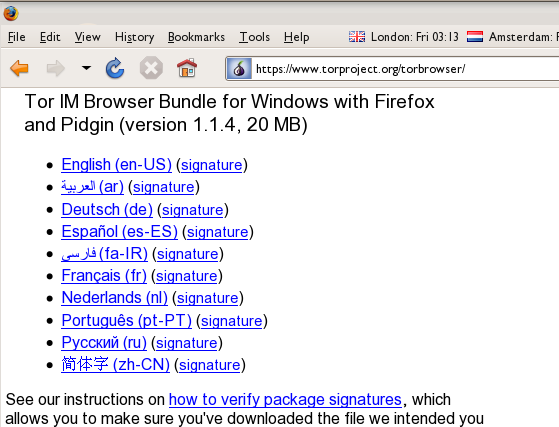 File Edit View History Bookmarks Tools Help London: Fri 03:13 Amsterdam: F
https://www.torproject.org/torbrowser/
Tor IM Browser Bundle for Windows with Firefox
and Pidgin (version 1.1.4, 20 MB)
• English (en-US) (signature)
• العربية (ar) (signature)
• Deutsch (de) (signature)
• Español (es-ES) (signature)
• فارسی (fa-IR) (signature)
• Français (fr) (signature)
• Nederlands (nl) (signature)
• Português (pt-PT) (signature)
• Русский (ru) (signature)
• 简体字 (zh-CN) (signature)
See our instructions on how to verify package signatures, which
allows you to make sure you've downloaded the file we intended you